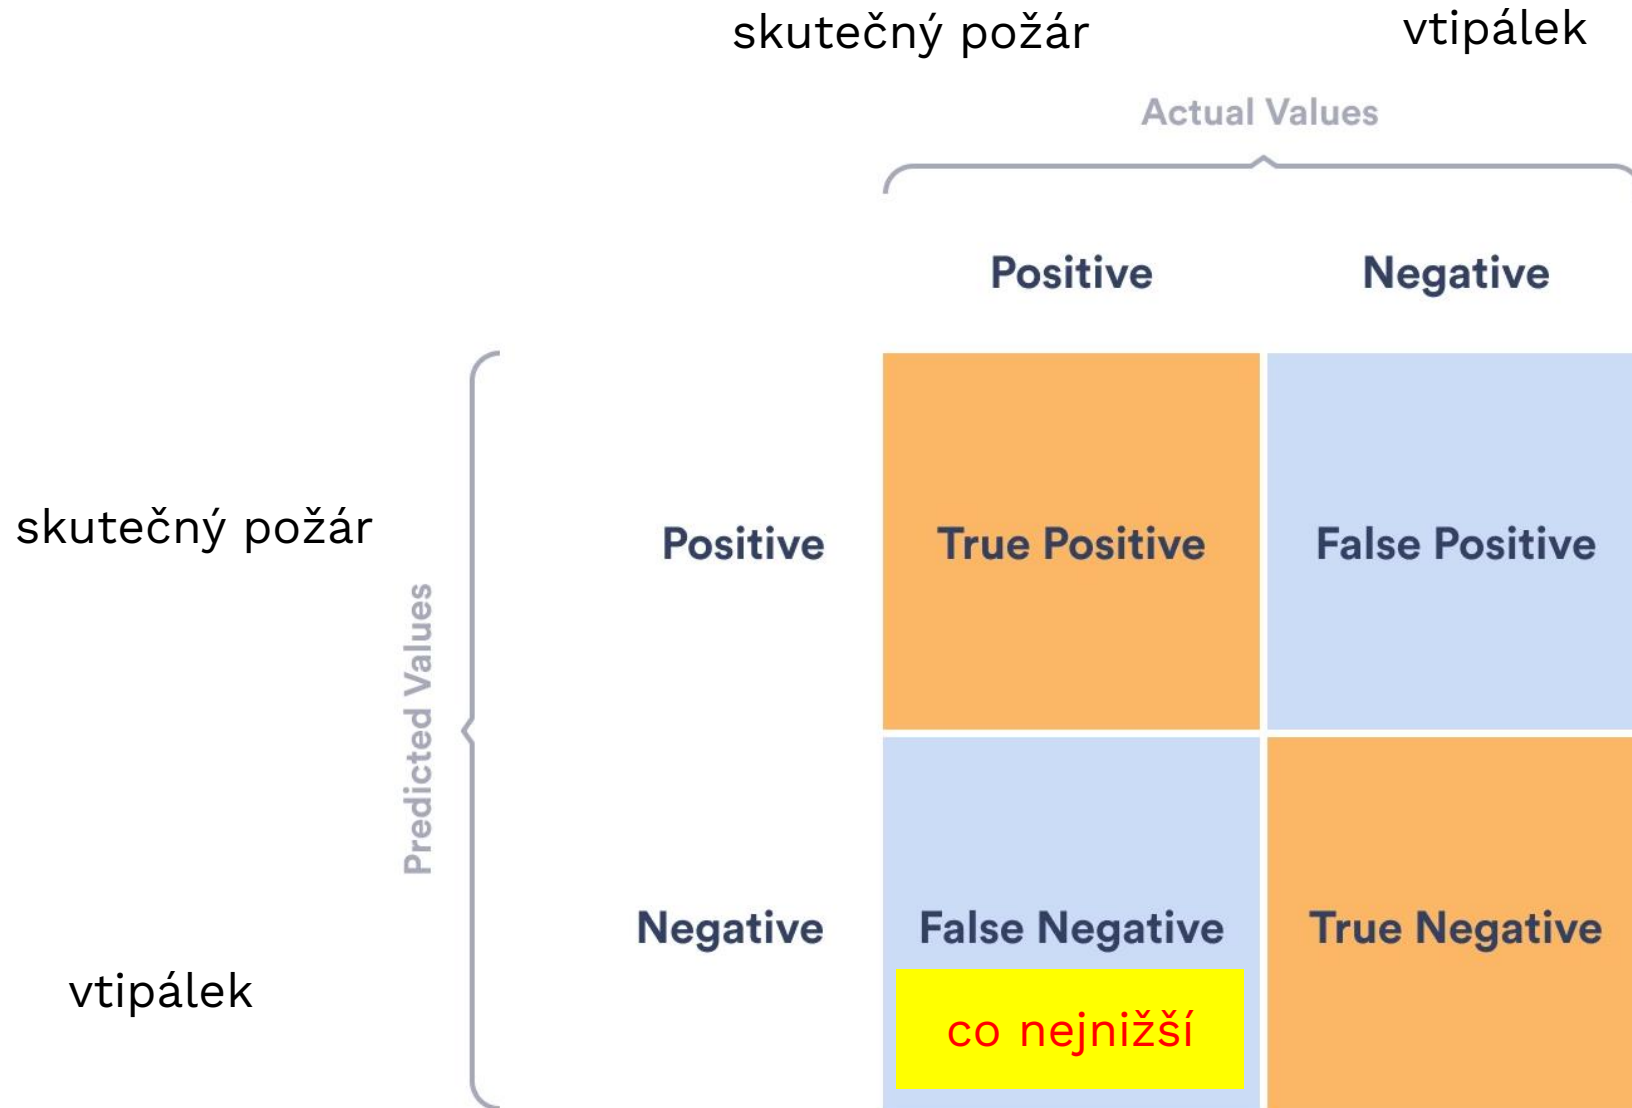 skutečný požár
vtipálek
Actual Values
Positive
Negative
skutečný požár
Predicted Values
Positive
True Positive
False Positive
vtipálek
Negative
False Negative
True Negative
co nejnižší